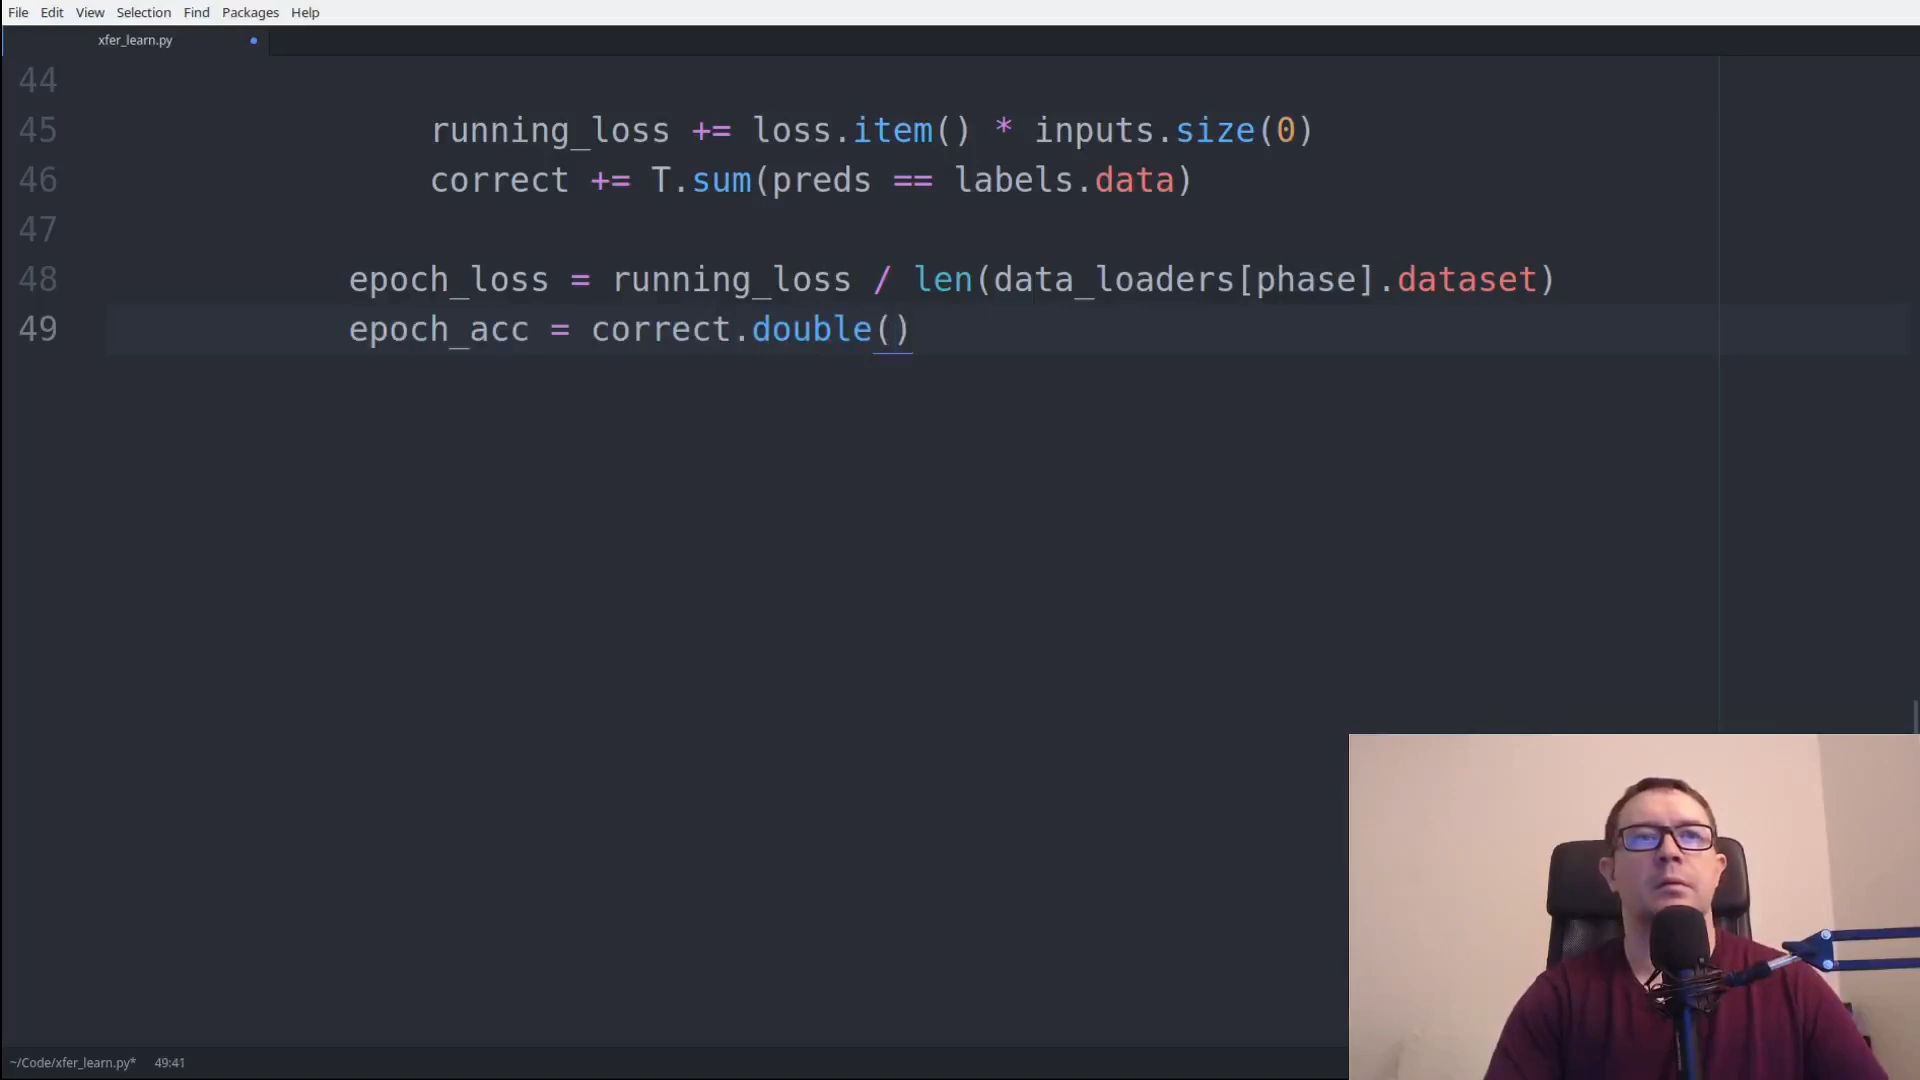 File Edit View Selection Find Packages Help
xfer_learn.py
44
45 running_loss += loss.item() * inputs.size(0)
46 correct += T.sum(preds == labels.data)
47
48 epoch_loss = running_loss / len(data_loaders[phase].dataset)
49 epoch_acc = correct.double()
~/Code/xfer_learn.py* 49:41